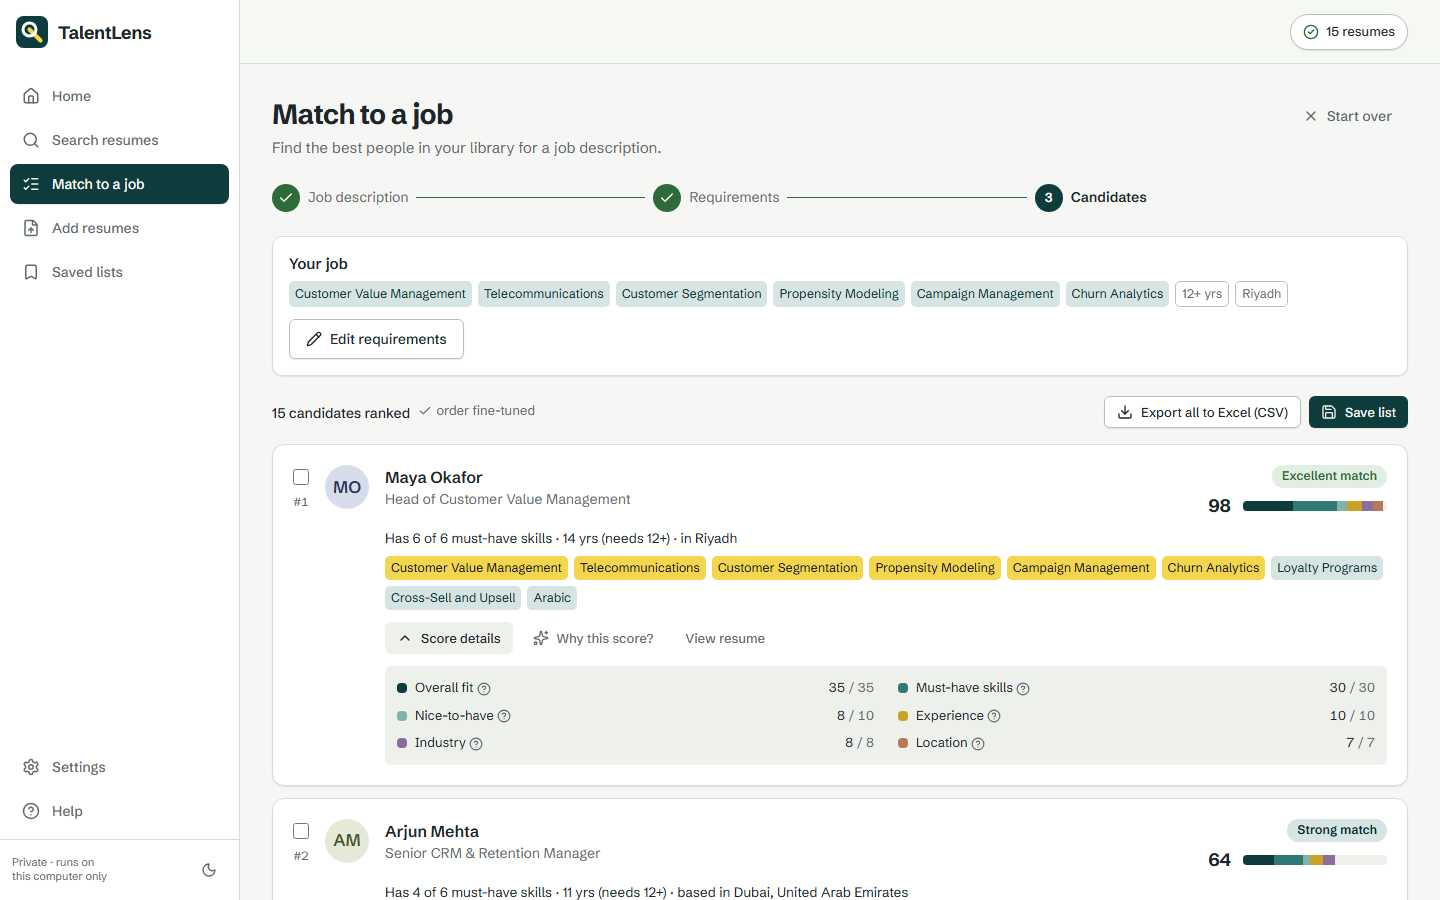 TalentLens
15 resumes
Home
Search resumes
Match to a job
Add resumes
Saved lists
Settings
Help
Private · runs on
this computer only
Match to a job
Start over
Find the best people in your library for a job description.
Job description
Requirements
3 Candidates
Your job
Customer Value Management Telecommunications Customer Segmentation Propensity Modeling Campaign Management Churn Analytics 12+ yrs Riyadh
Edit requirements
15 candidates ranked order fine-tuned
Export all to Excel (CSV)
Save list
#1
MO
Maya Okafor
Head of Customer Value Management
Excellent match
98
Has 6 of 6 must-have skills · 14 yrs (needs 12+) · in Riyadh
Customer Value Management Telecommunications Customer Segmentation Propensity Modeling Campaign Management Churn Analytics Loyalty Programs
Cross-Sell and Upsell Arabic
Score details Why this score? View resume
Overall fit 35 / 35 Must-have skills 30 / 30
Nice-to-have 8 / 10 Experience 10 / 10
Industry 8 / 8 Location 7 / 7
#2
AM
Arjun Mehta
Senior CRM & Retention Manager
Strong match
64
Has 4 of 6 must-have skills · 11 yrs (needs 12+) · based in Dubai, United Arab Emirates